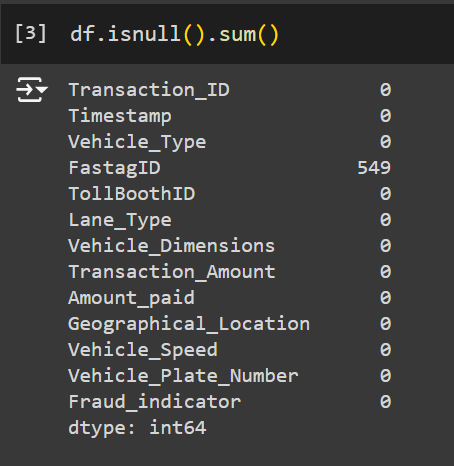 [3] df.isnull().sum()
Transaction_ID 0
Timestamp 0
Vehicle_Type 0
FastagID 549
TollBoothID 0
Lane_Type 0
Vehicle_Dimensions 0
Transaction_Amount 0
Amount_paid 0
Geographical_Location 0
Vehicle_Speed 0
Vehicle_Plate_Number 0
Fraud_indicator 0
dtype: int64